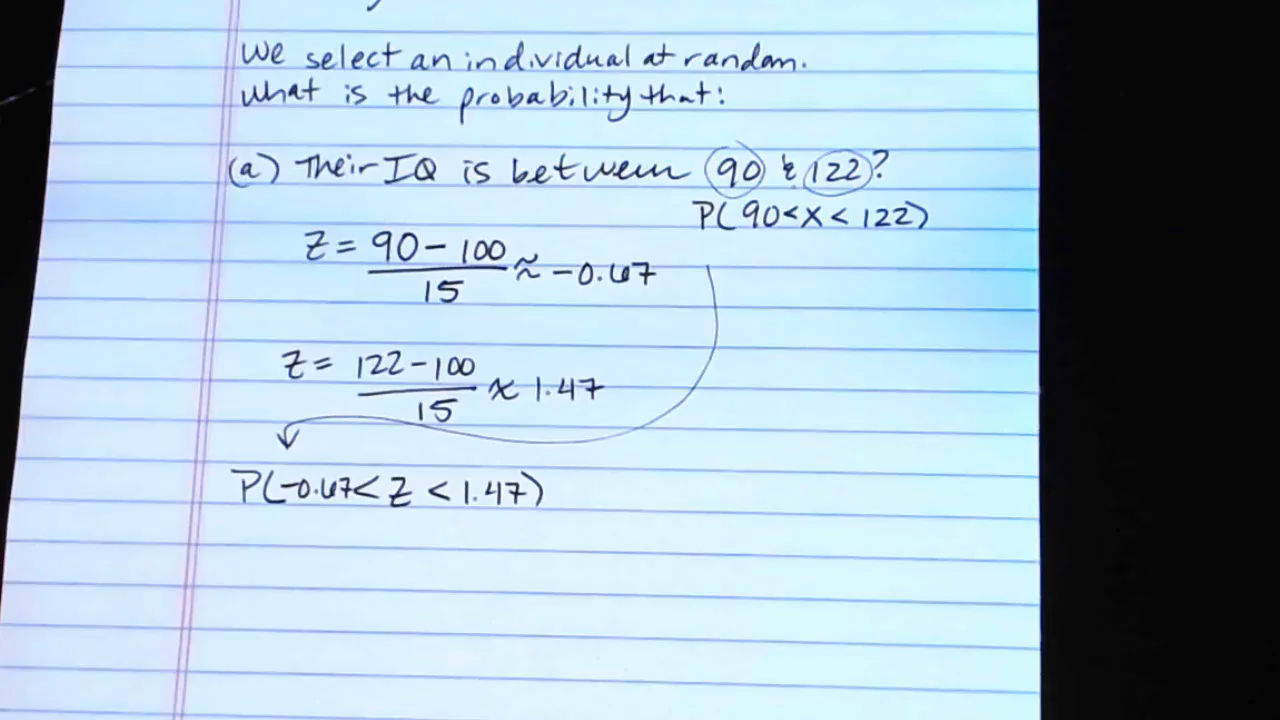 We select an individual at random.
What is the probability that:
(a) Their IQ is between 90 & 122?
P(90<X<122)
Z = 90 - 100 / 15 ≈ -0.67
Z = 122 - 100 / 15 ≈ 1.47
P(-0.67< Z < 1.47)